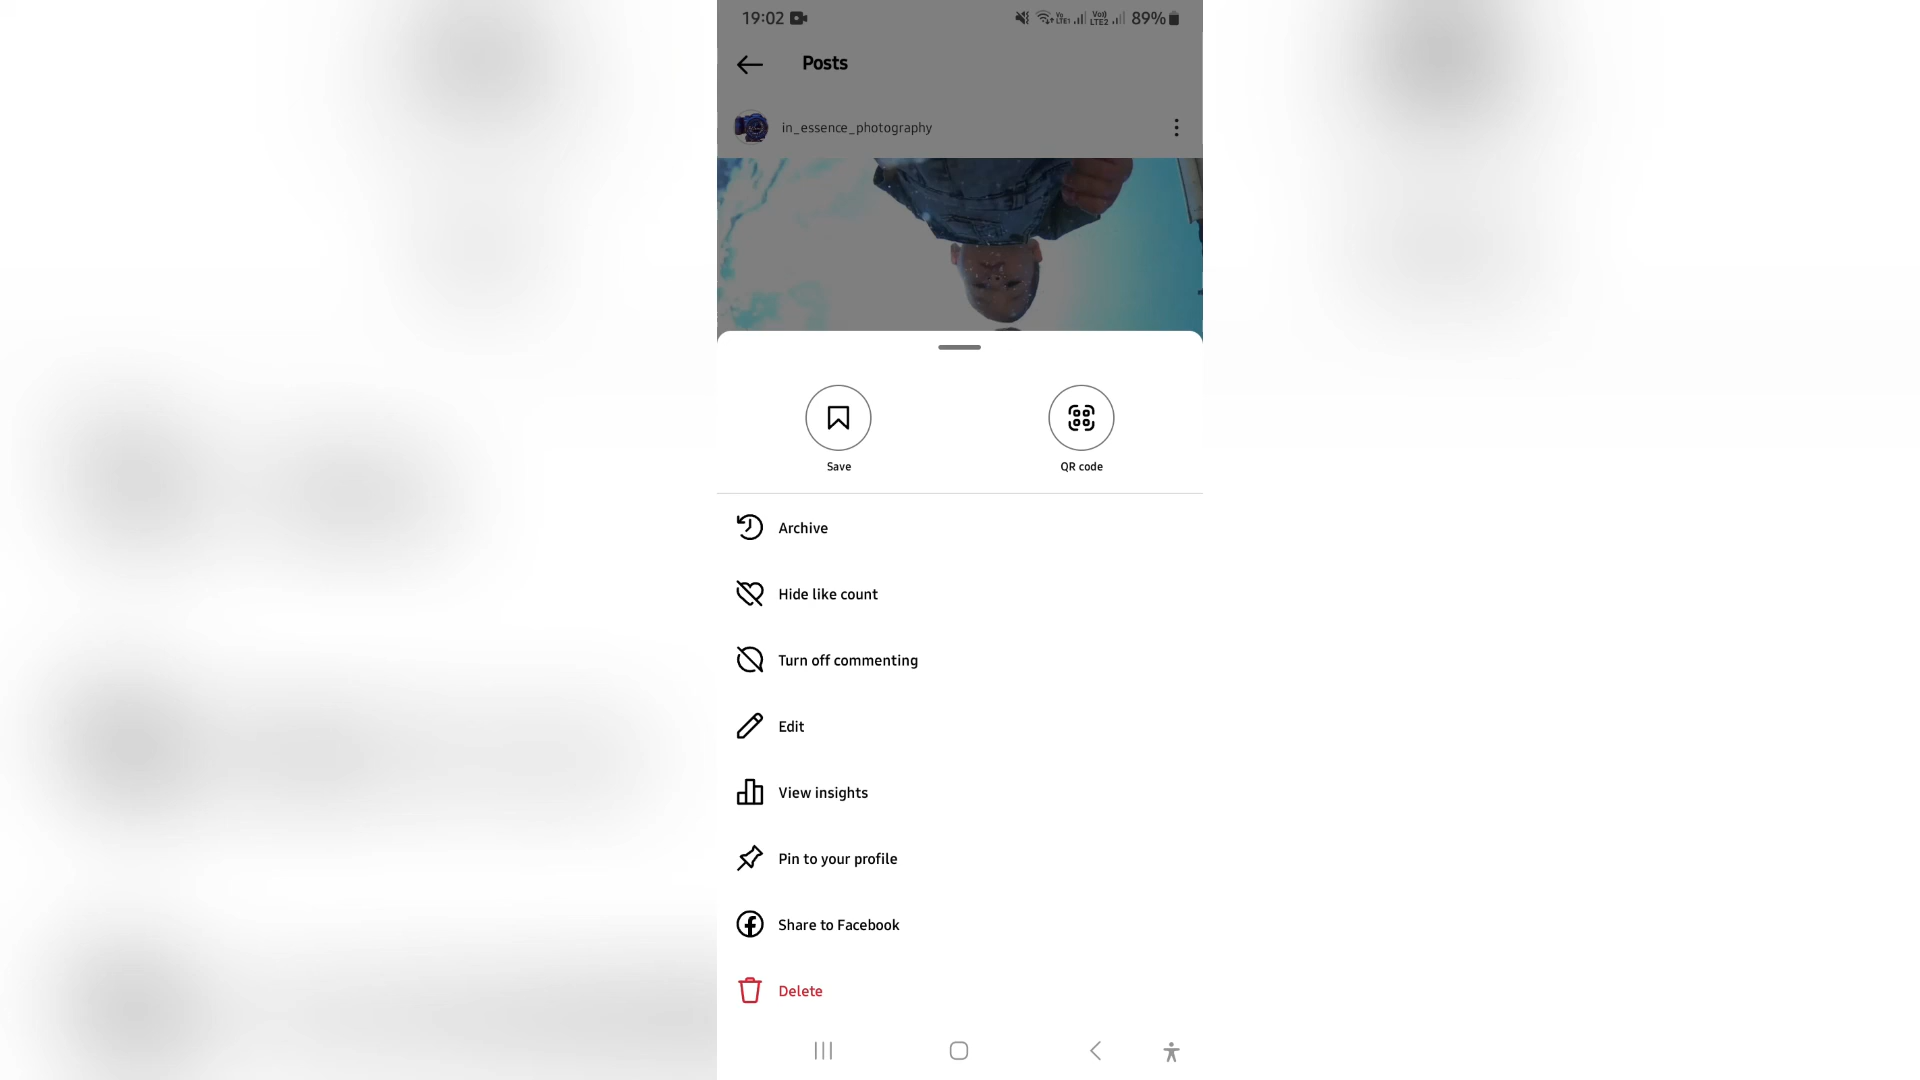 19:02 89%
Posts
in_essence_photography
Save QR code
Archive
Hide like count
Turn off commenting
Edit
View insights
Pin to your profile
Share to Facebook
Delete